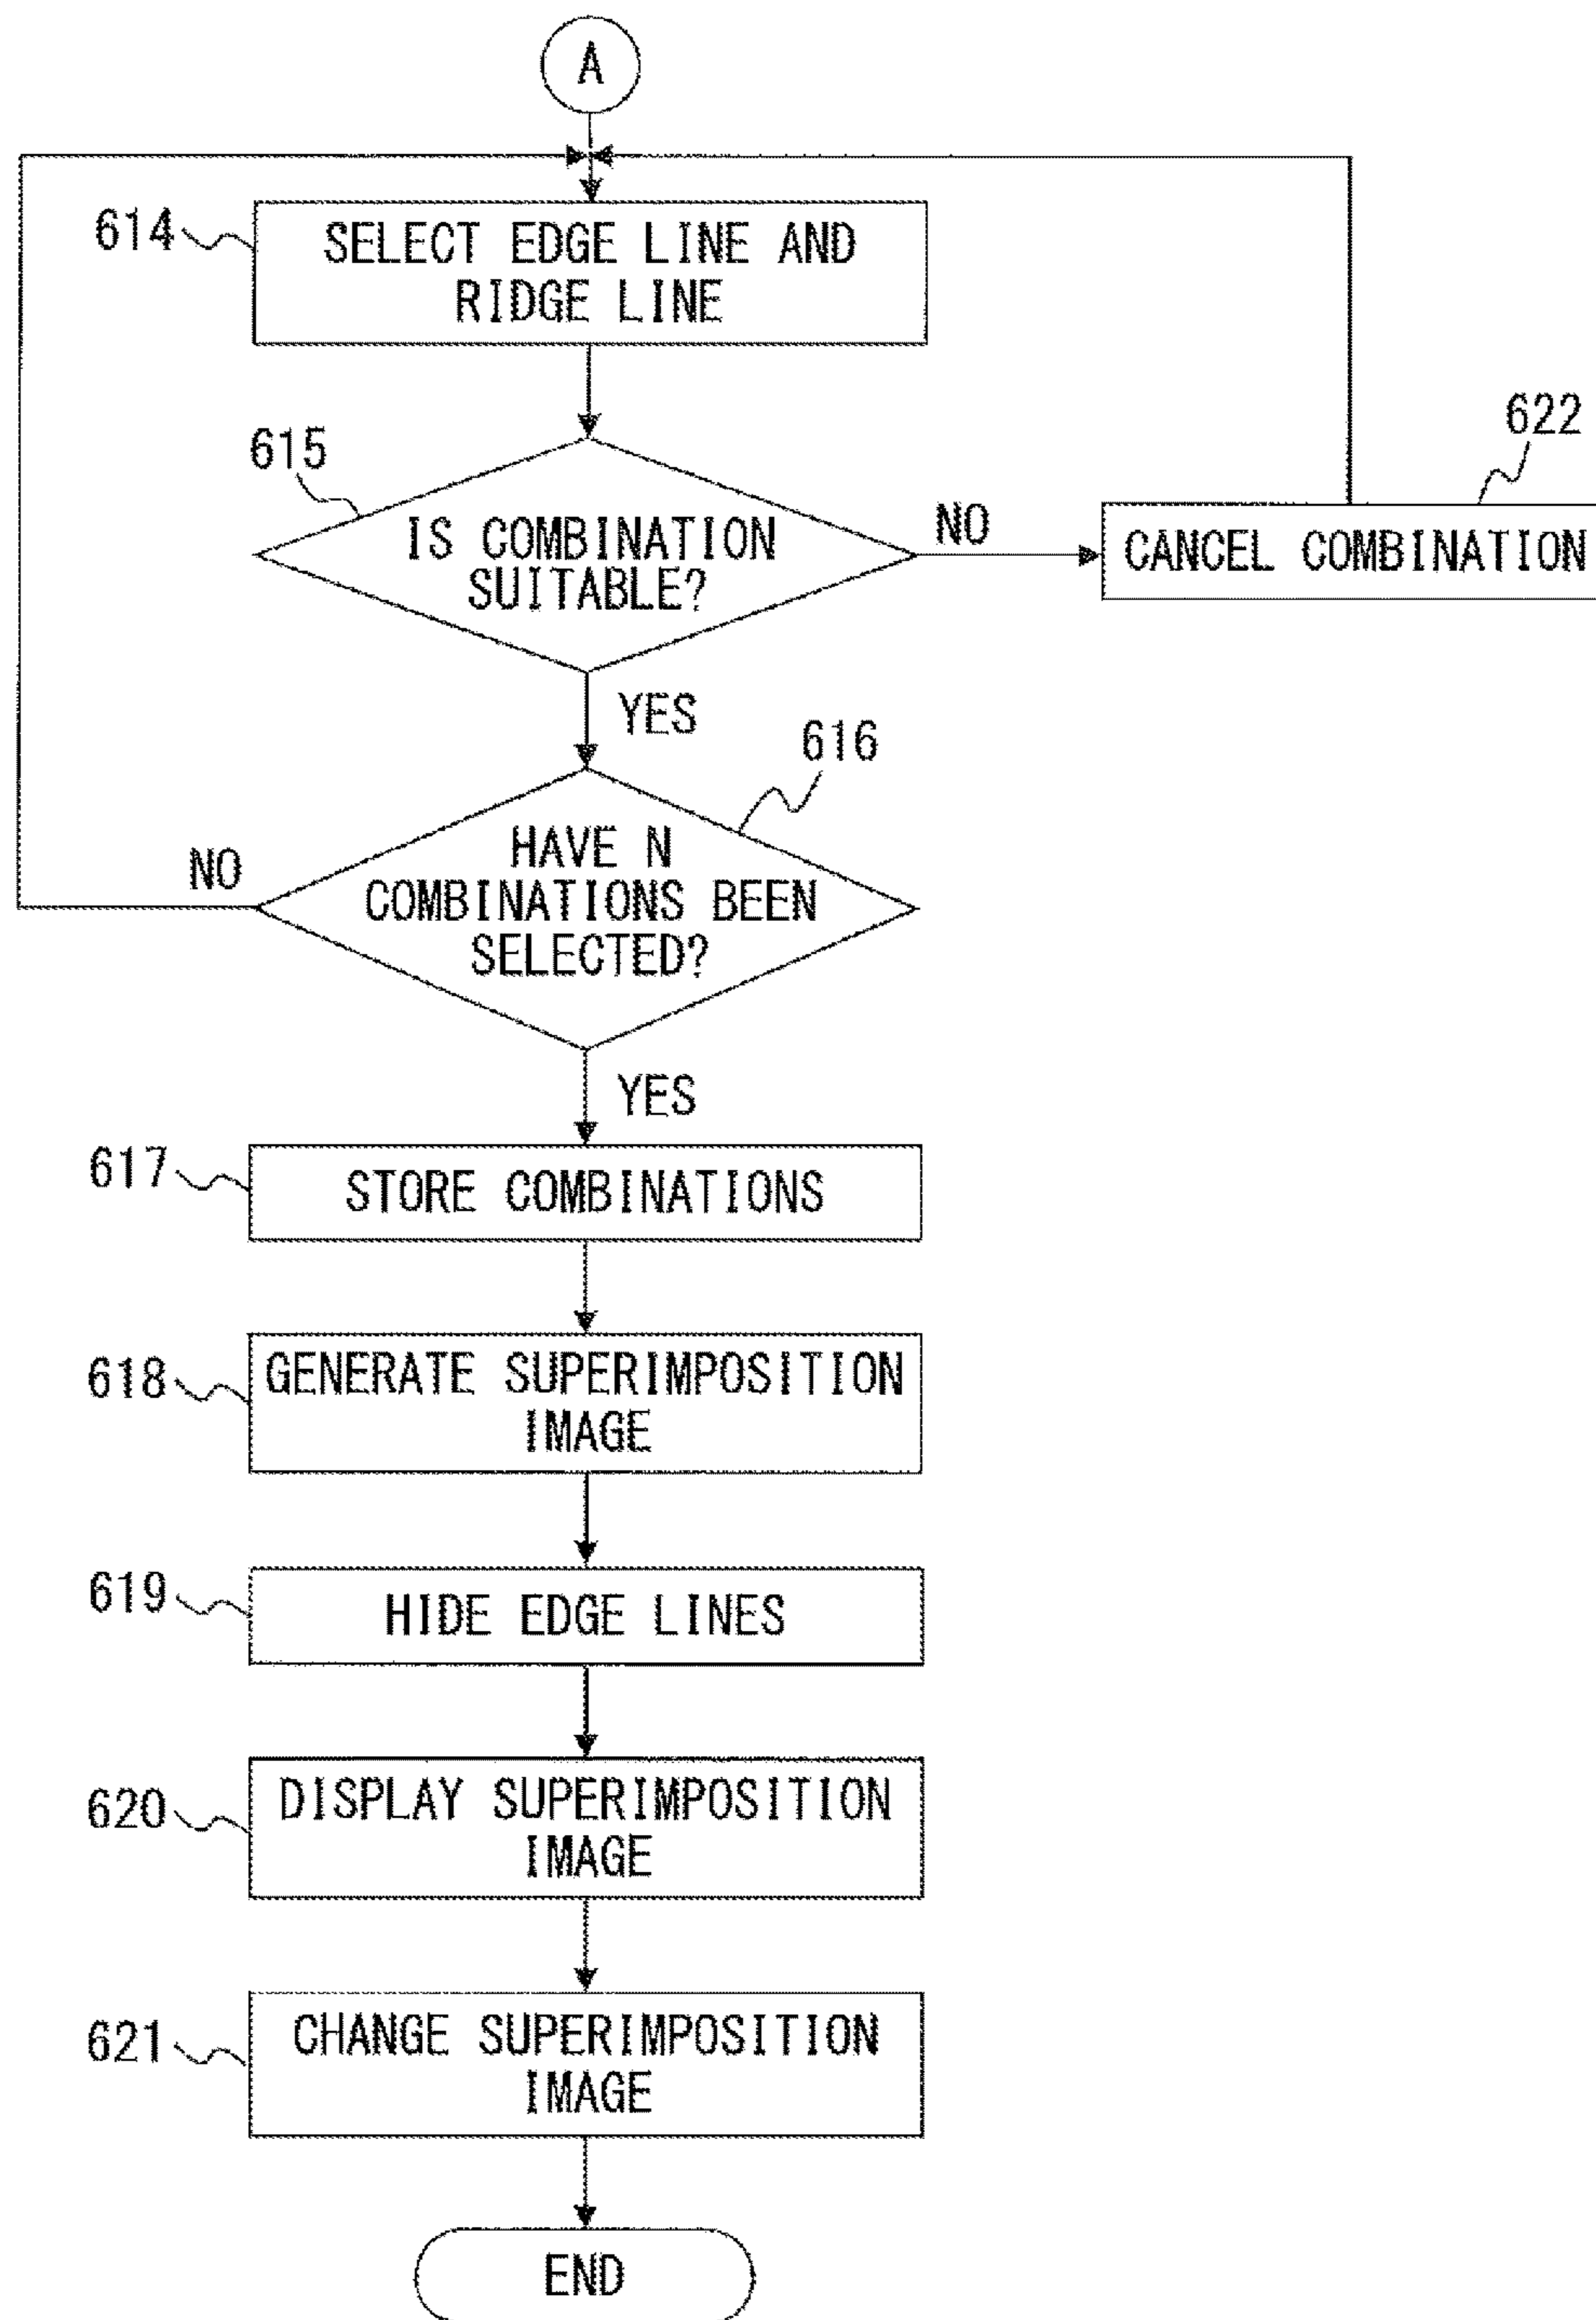 A
614
SELECT EDGE LINE AND
RIDGE LINE
615
IS COMBINATION
SUITABLE?
NO
622
CANCEL COMBINATION
YES
616
HAVE N
COMBINATIONS BEEN
SELECTED?
NO
YES
617
STORE COMBINATIONS
618
GENERATE SUPERIMPOSITION
IMAGE
619
HIDE EDGE LINES
620
DISPLAY SUPERIMPOSITION
IMAGE
621
CHANGE SUPERIMPOSITION
IMAGE
END